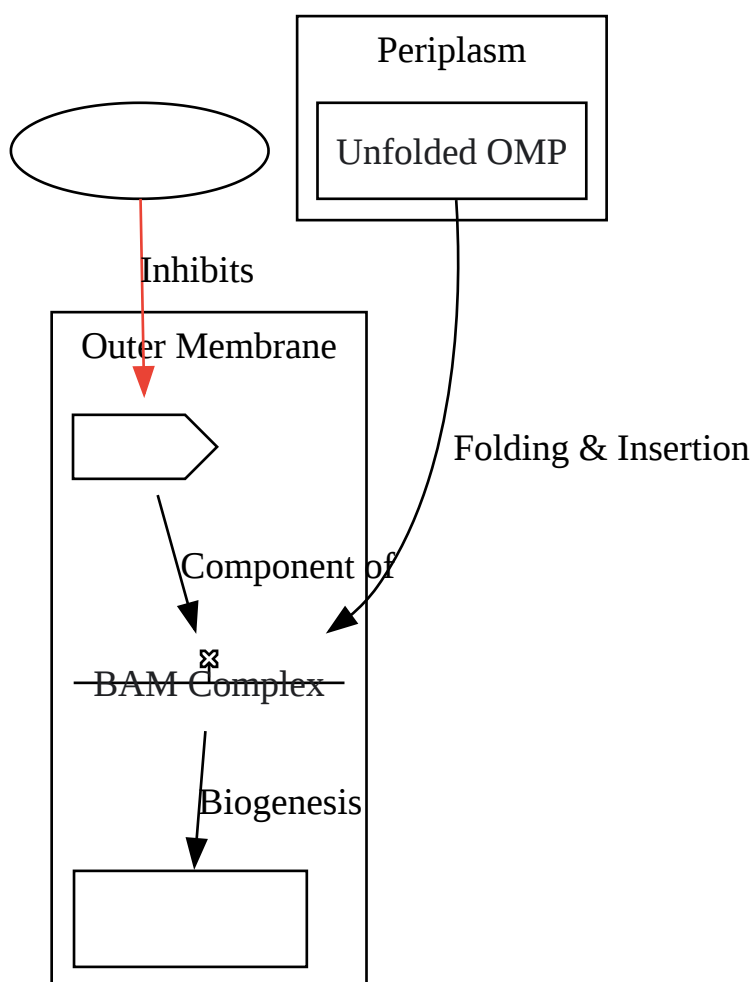 Periplasm
Unfolded OMP
Inhibits
Outer Membrane
Folding & Insertion
Component of
BAM Complex
Biogenesis